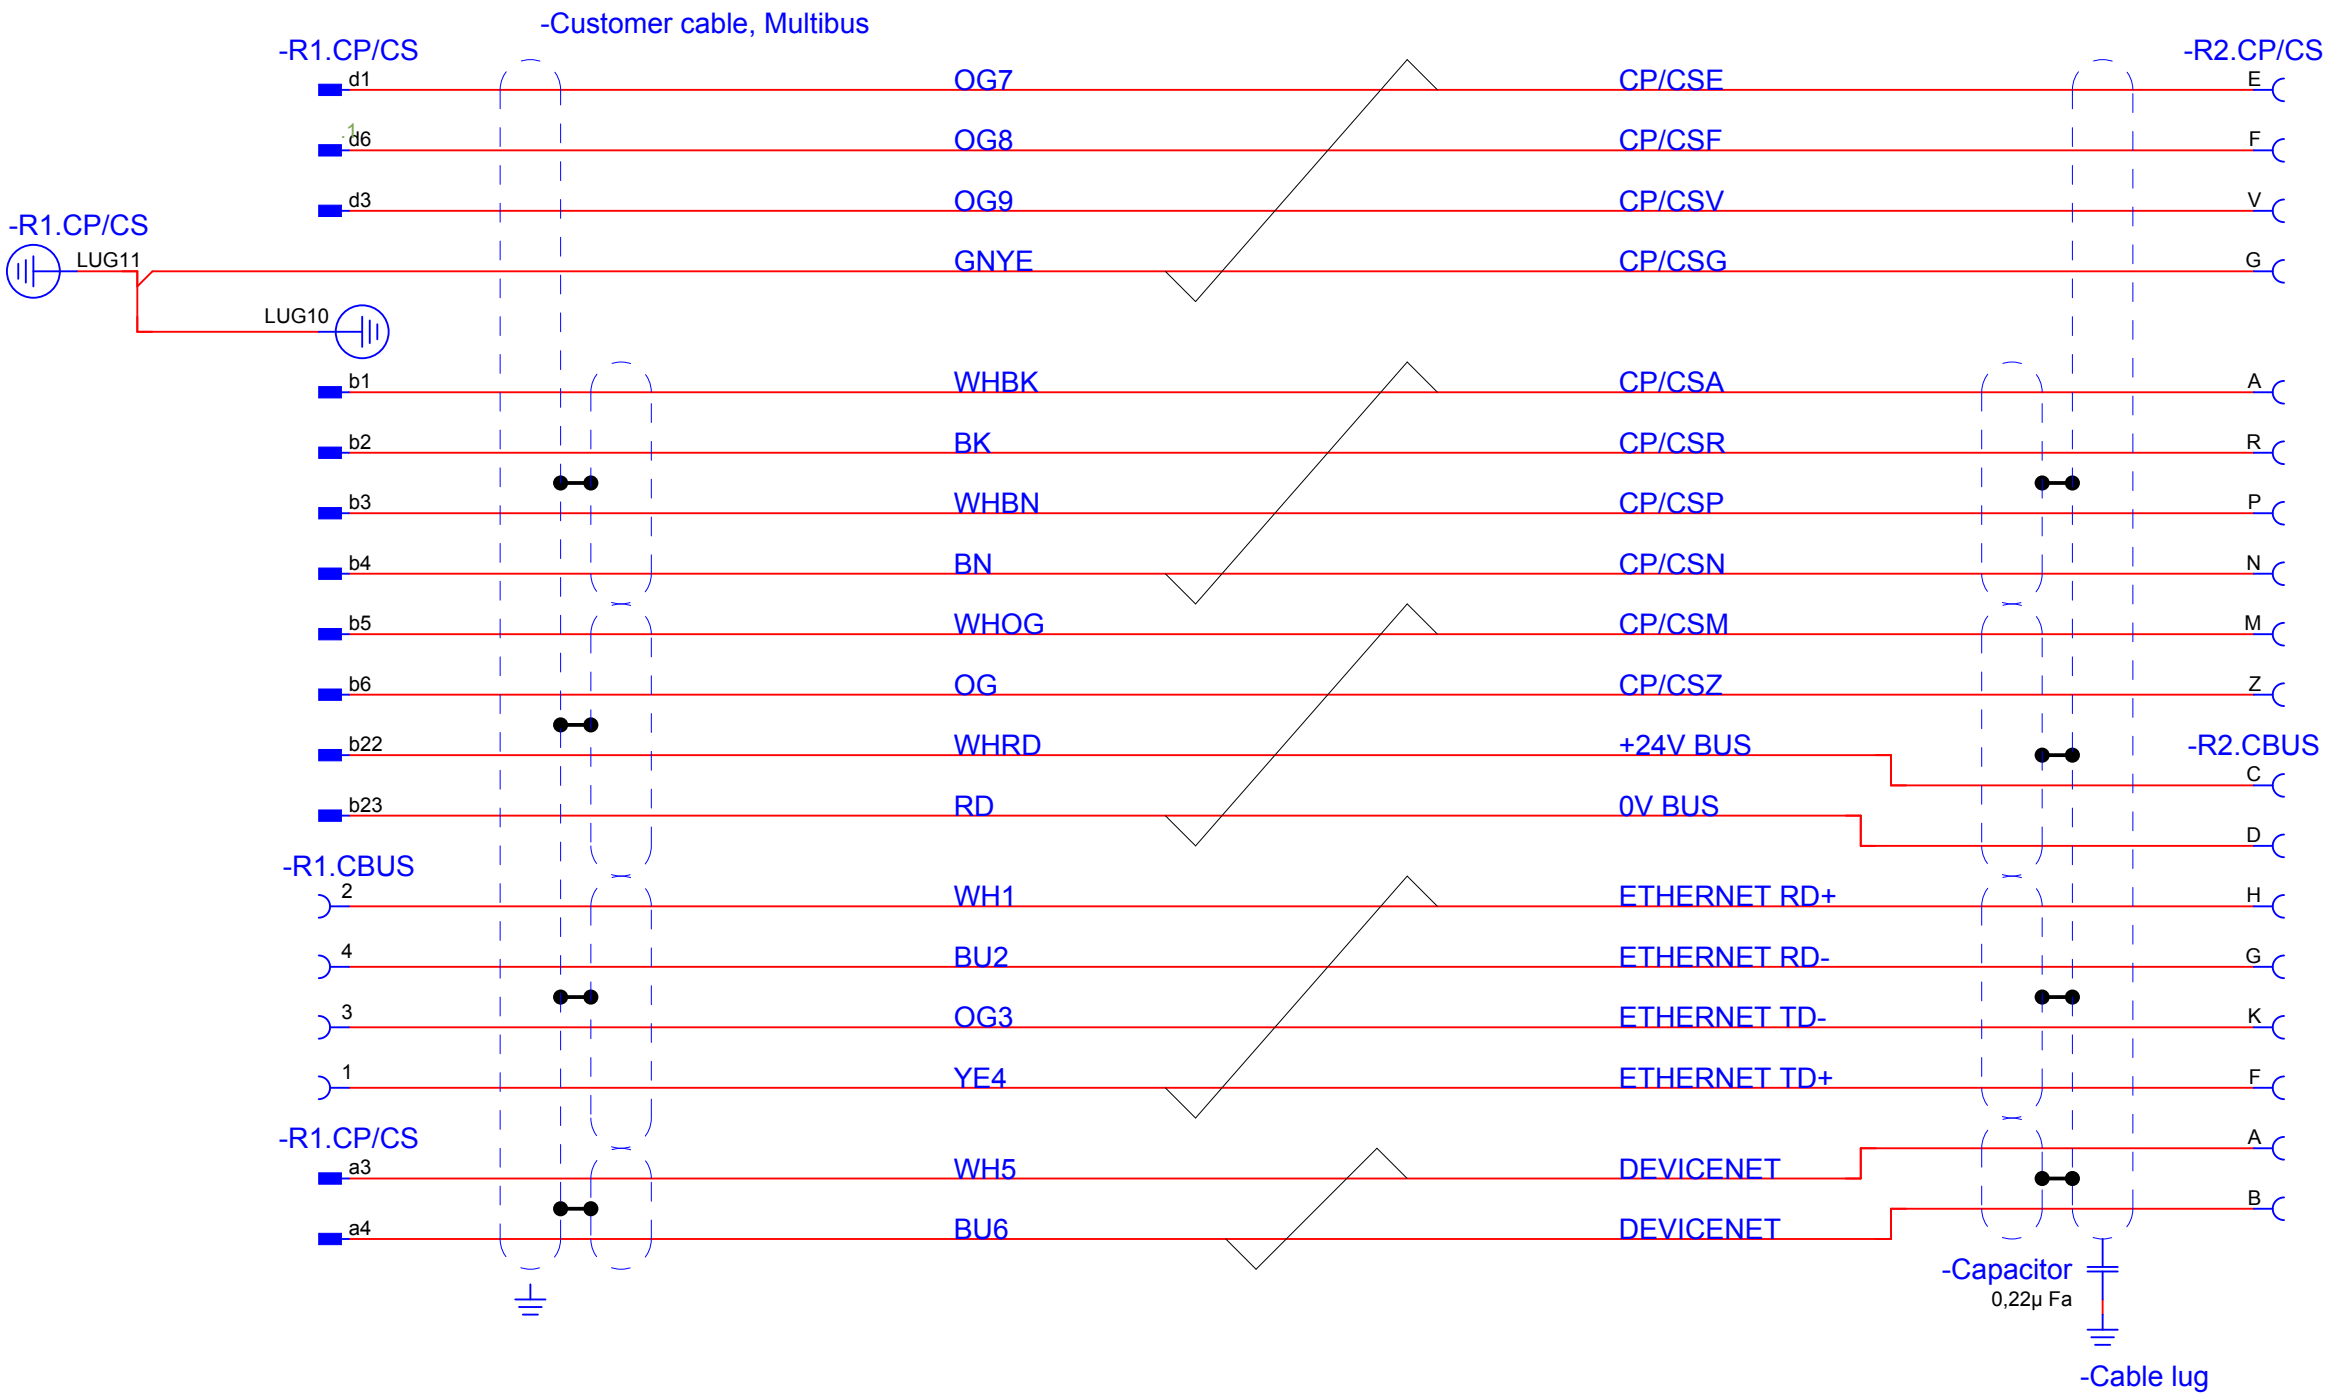 -Customer cable, Multibus
-R1.CP/CS -R2.CP/CS
d1 OG7 CP/CSE E
.1
d6 OG8 CP/CSF F
d3 OG9 CP/CSV V
-R1.CP/CS
LUG11 GNYE CP/CSG G
LUG10
b1 WHBK CP/CSA A
b2 BK CP/CSR R
b3 WHBN CP/CSP P
b4 BN CP/CSN N
b5 WHOG CP/CSM M
b6 OG CP/CSZ Z
b22 WHRD +24V BUS -R2.CBUS
C
b23 RD 0V BUS
D
-R1.CBUS
2 WH1 ETHERNET RD+ H
4 BU2 ETHERNET RD- G
3 OG3 ETHERNET TD- K
1 YE4 ETHERNET TD+ F
-R1.CP/CS A
a3 WH5 DEVICENET
B
a4 BU6 DEVICENET
-Capacitor
0,22µ Fa
-Cable lug